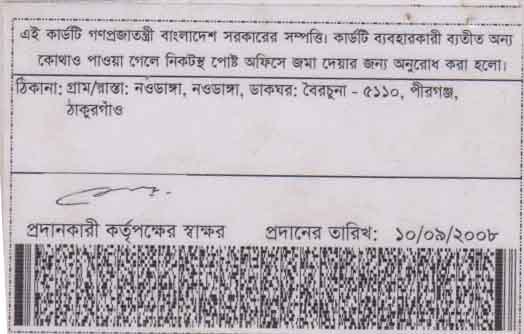 এই কার্ডটি গণপ্রজাতন্ত্রী বাংলাদেশ সরকারের সম্পত্তি। কার্ডটি ব্যবহারকারী ব্যতীত অন্য
কোথাও পাওয়া গেলে নিকটস্থ পোষ্ট অফিসে জমা দেয়ার জন্য অনুরোধ করা হলো।
ঠিকানা: গ্রাম/রাস্তা: নওডাঙ্গা, নওডাঙ্গা, ডাকঘর: বৈরচুনা - ৫১১০, পীরগঞ্জ,
ঠাকুরগাঁও
প্রদানকারী কর্তৃপক্ষের স্বাক্ষর প্রদানের তারিখ: ১০/০৯/২০০৮